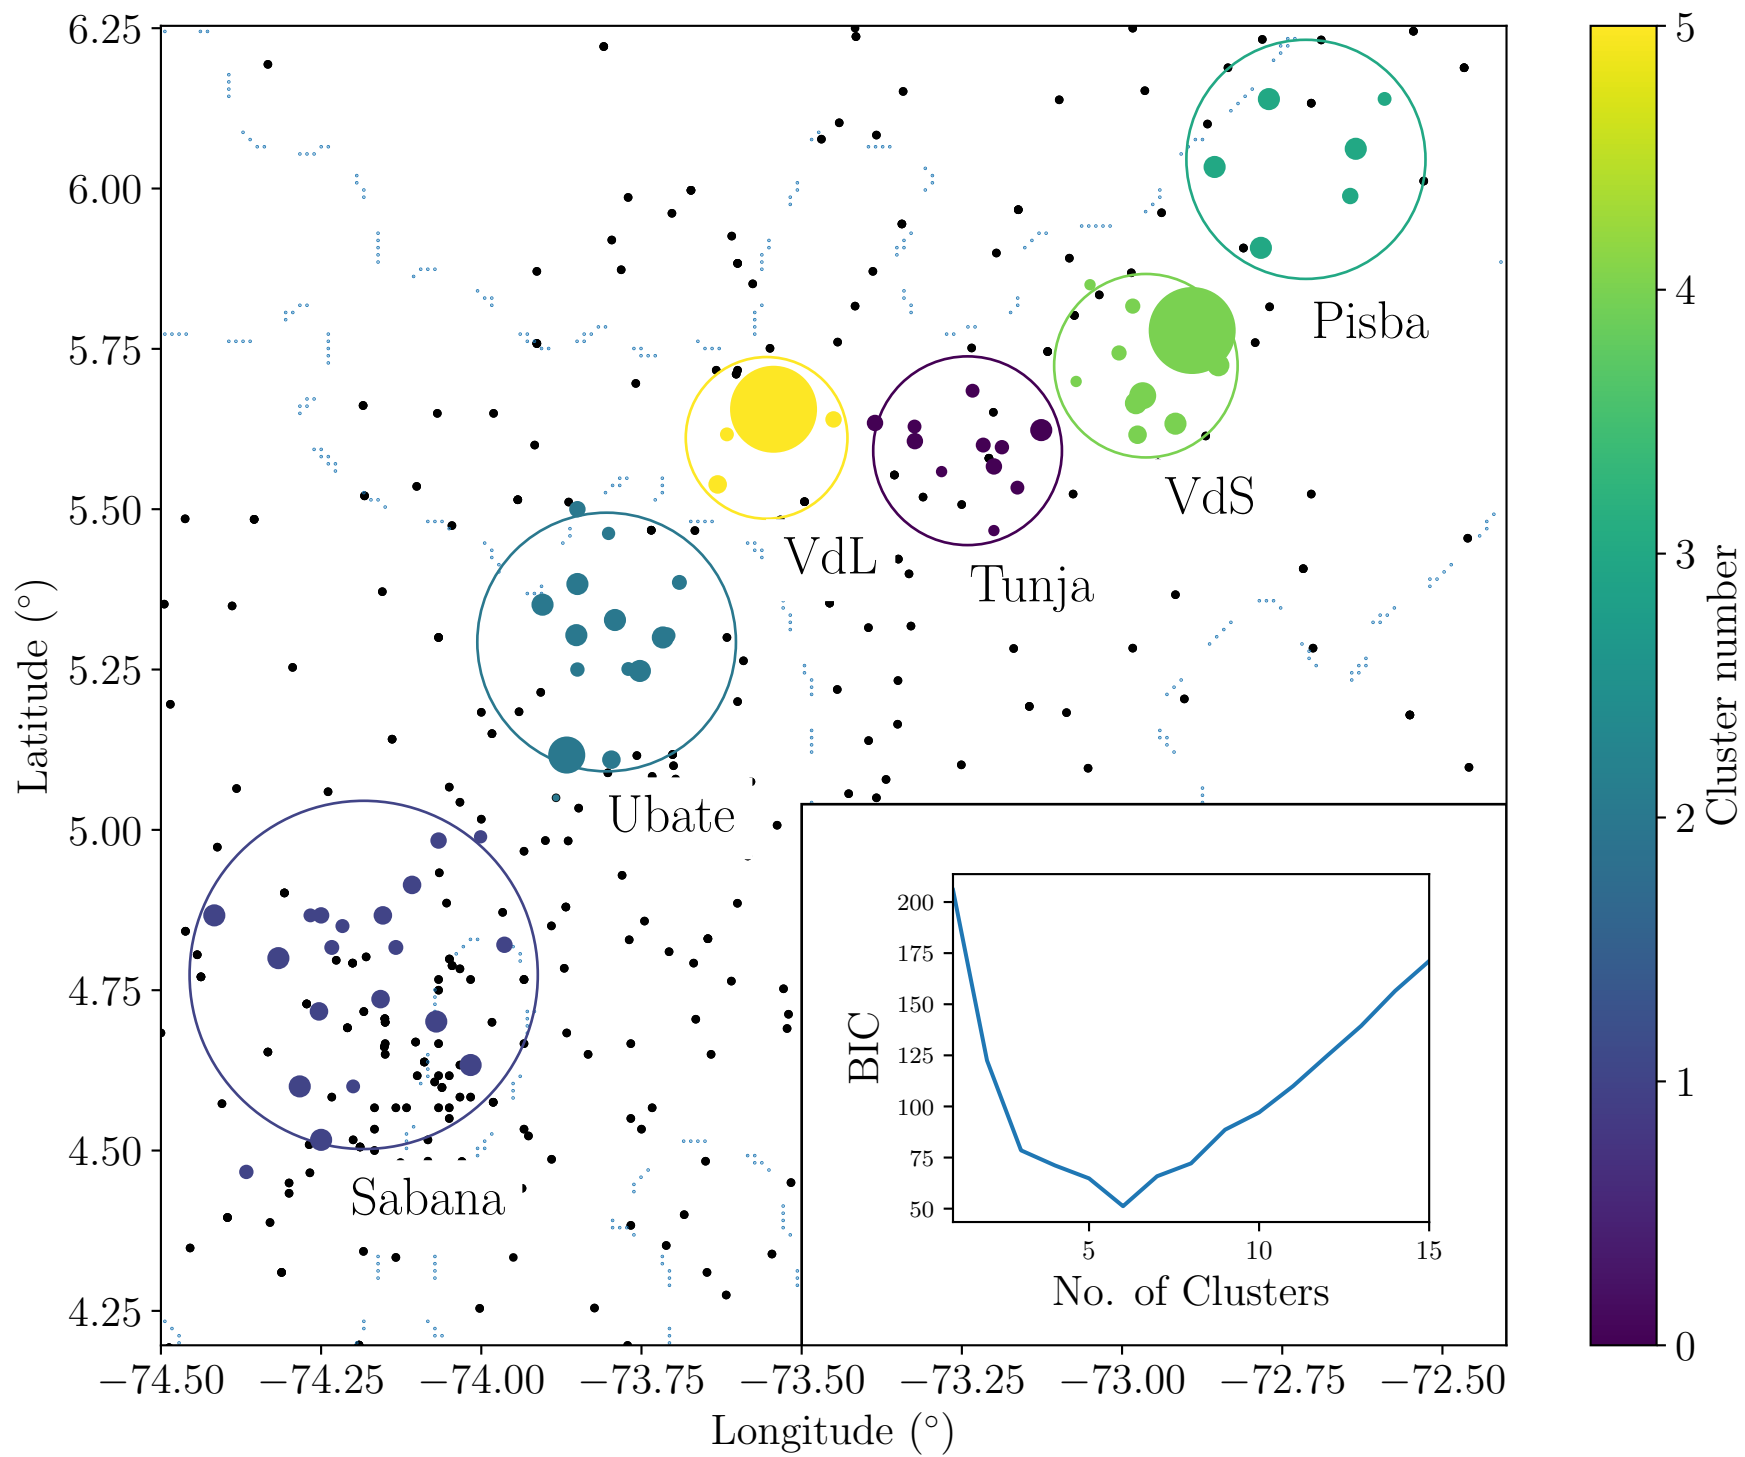 6.25
6.00
5.75
5.50
5.25
5.00
4.75
4.50
4.25
Latitude (°)
−74.50 −74.25 −74.00 −73.75 −73.50 −73.25 −73.00 −72.75 −72.50
Longitude (°)
Pisba
VdS
VdL
Tunja
Ubate
Sabana
200
175
150
125
100
75
50
BIC
5 10 15
No. of Clusters
5
4
3
2
1
0
Cluster number